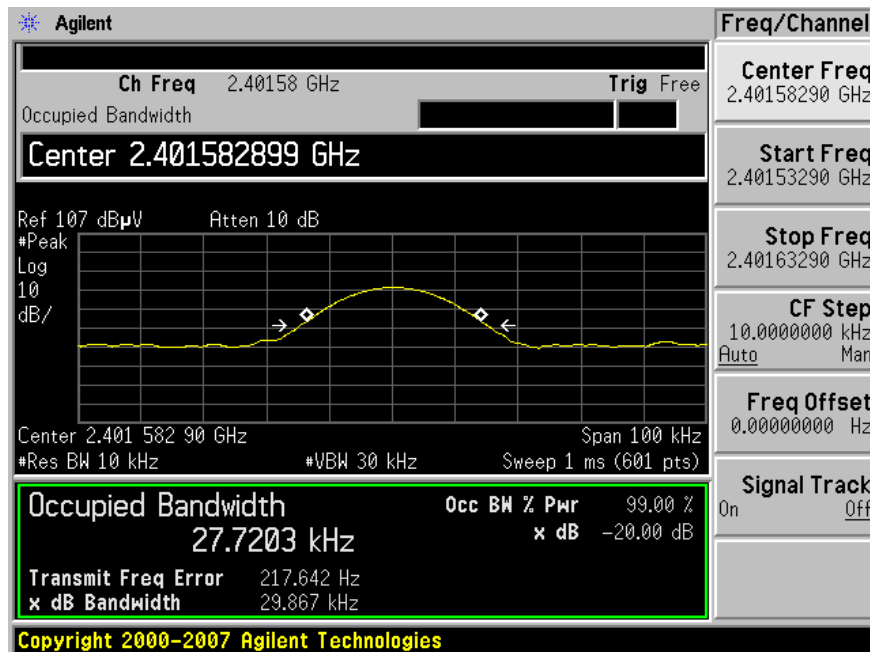 Agilent
Freq/Channel
Ch Freq 2.40158 GHz Trig Free
Occupied Bandwidth
Center 2.401582899 GHz
Ref 107 dBµV Atten 10 dB
#Peak
Log
10
dB/
Center 2.401 582 90 GHz Span 100 kHz
#Res BW 10 kHz #VBW 30 kHz Sweep 1 ms (601 pts)
Occupied Bandwidth
27.7203 kHz
Occ BW % Pwr 99.00 %
x dB -20.00 dB
Transmit Freq Error 217.642 Hz
x dB Bandwidth 29.867 kHz
Copyright 2000-2007 Agilent Technologies
Center Freq
2.40158290 GHz
Start Freq
2.40153290 GHz
Stop Freq
2.40163290 GHz
CF Step
10.0000000 kHz
Auto Man
Freq Offset
0.00000000 Hz
Signal Track
On Off